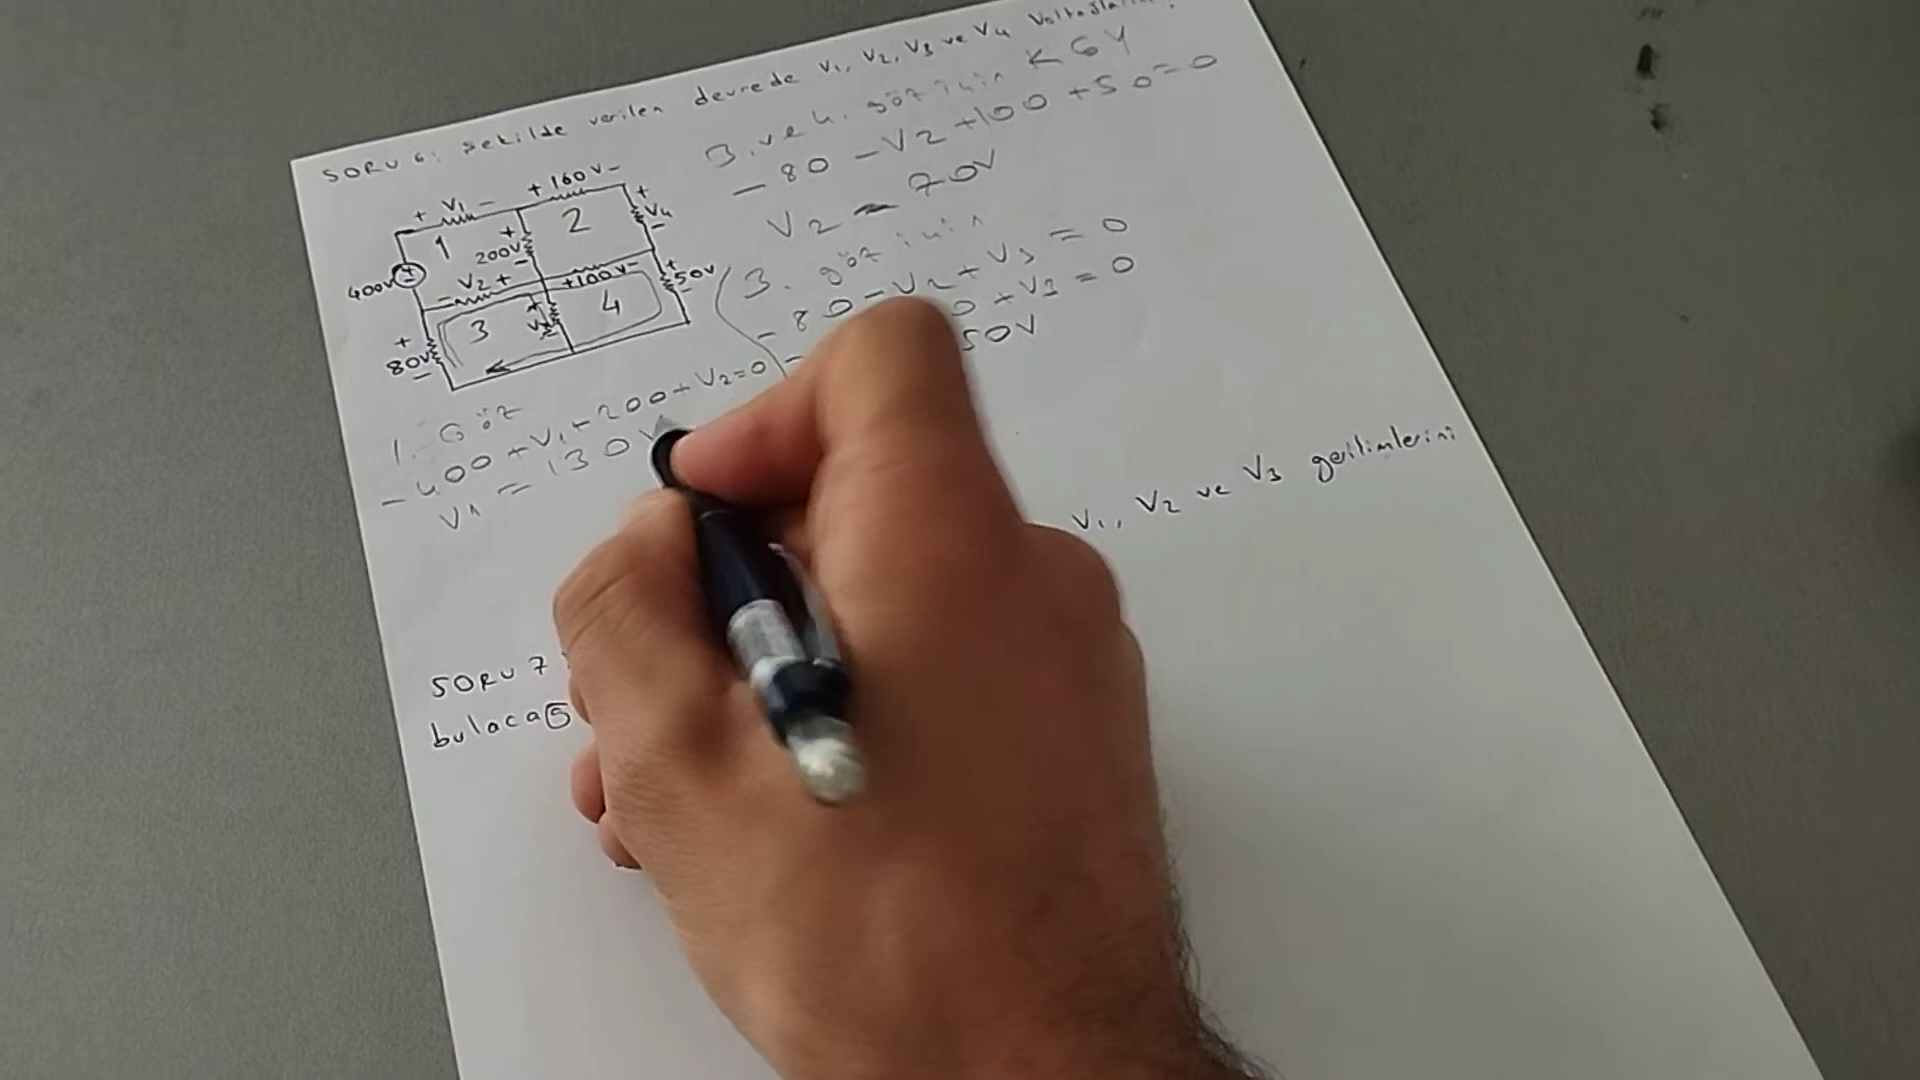 SORU 6: Şekilde verilen devrede V1, V2, V3 ve V4
+ V1 -
+ 160V -
1
2
+
200V
-
+
V4
-
400V
+
-
- V2 +
+100V-
+
50V
-
3
4
+
-
+
80V
-
3. ve 4. göz için KGY
- 80 - V2 + 100 + 50 = 0
V2 = 70V
3. göz için
- 80 - V2 + V3 = 0
0 + V3 = 0
50V
1. Göz
- 400 + V1 + 200 + V2 = 0
V1 = 130V
SORU 7
V1, V2 ve V3 gerilimlerini